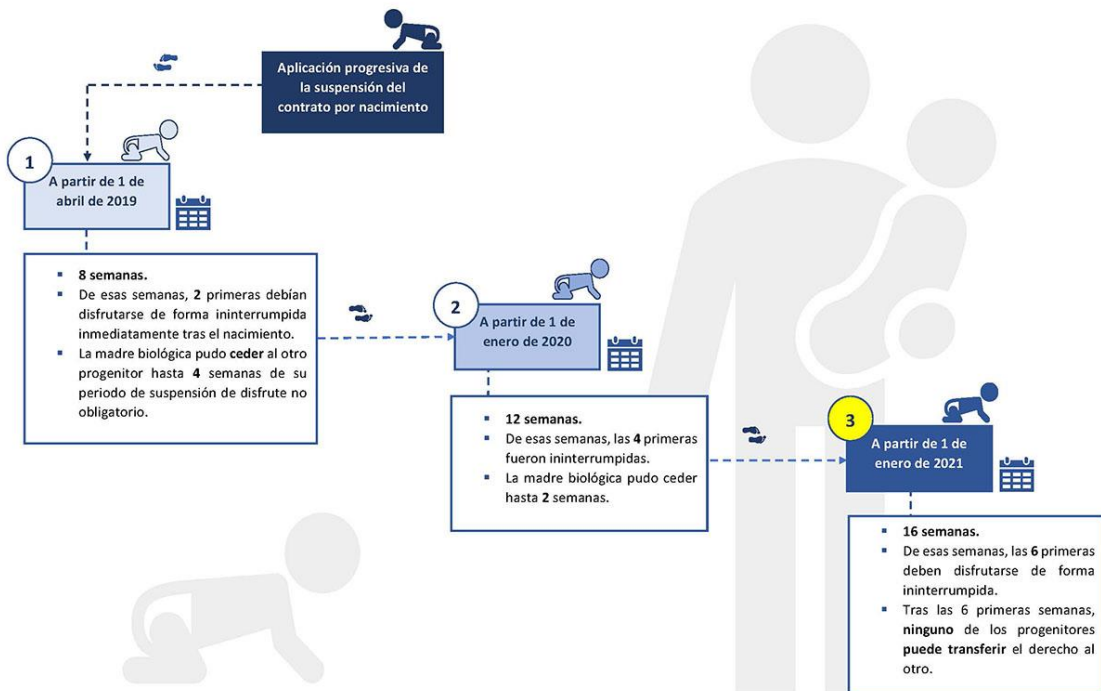 Aplicación progresiva de
la suspensión del
contrato por nacimiento
1
A partir de 1 de
abril de 2019
▪ 8 semanas.
▪ De esas semanas, 2 primeras debían
disfrutarse de forma ininterrumpida
inmediatamente tras el nacimiento.
▪ La madre biológica pudo ceder al otro
progenitor hasta 4 semanas de su
periodo de suspensión de disfrute no
obligatorio.
2
A partir de 1 de
enero de 2020
▪ 12 semanas.
▪ De esas semanas, las 4 primeras
fueron ininterrumpidas.
▪ La madre biológica pudo ceder
hasta 2 semanas.
3
A partir de 1 de
enero de 2021
▪ 16 semanas.
▪ De esas semanas, las 6 primeras
deben disfrutarse de forma
ininterrumpida.
▪ Tras las 6 primeras semanas,
ninguno de los progenitores
puede transferir el derecho al
otro.